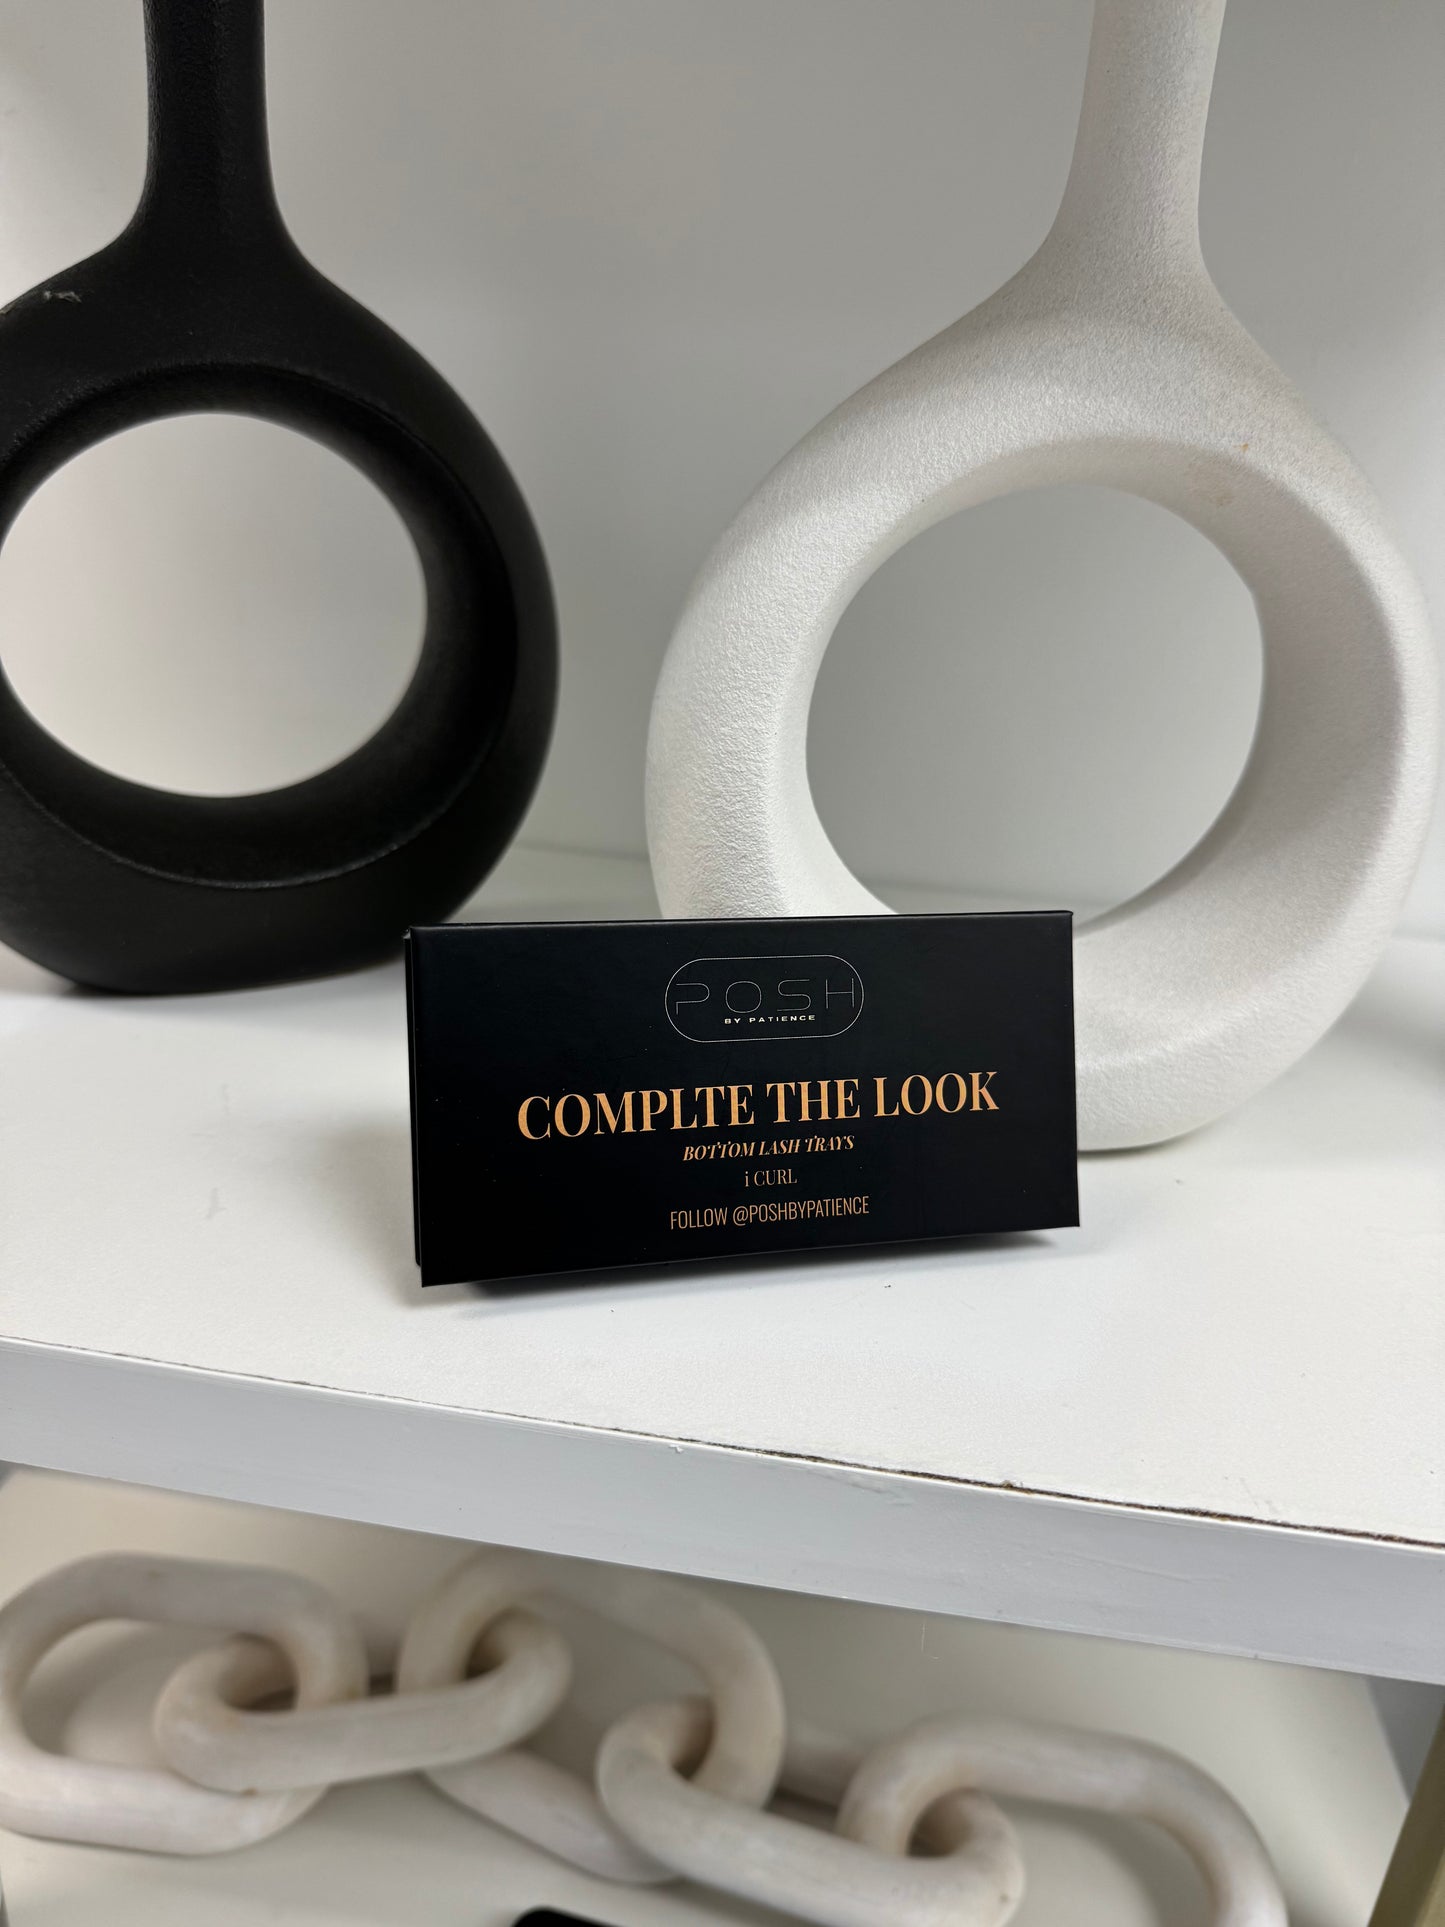 POSH
BY PATIENCE
COMPLTE THE LOOK
BOTTOM LASH TRAYS
i CURL
FOLLOW @POSHBYPATIENCE